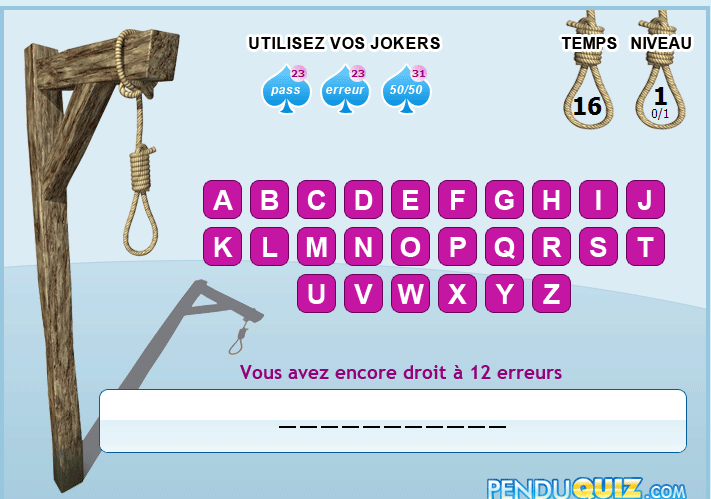 UTILISEZ VOS JOKERS
TEMPS NIVEAU
23 23 31
pass erreur 50/50
16 1
0/1
A B C D E F G H I J
K L M N O P Q R S T
U V W X Y Z
Vous avez encore droit à 12 erreurs
_ _ _ _ _ _ _ _ _ _ _
PENDUQUIZ.COM